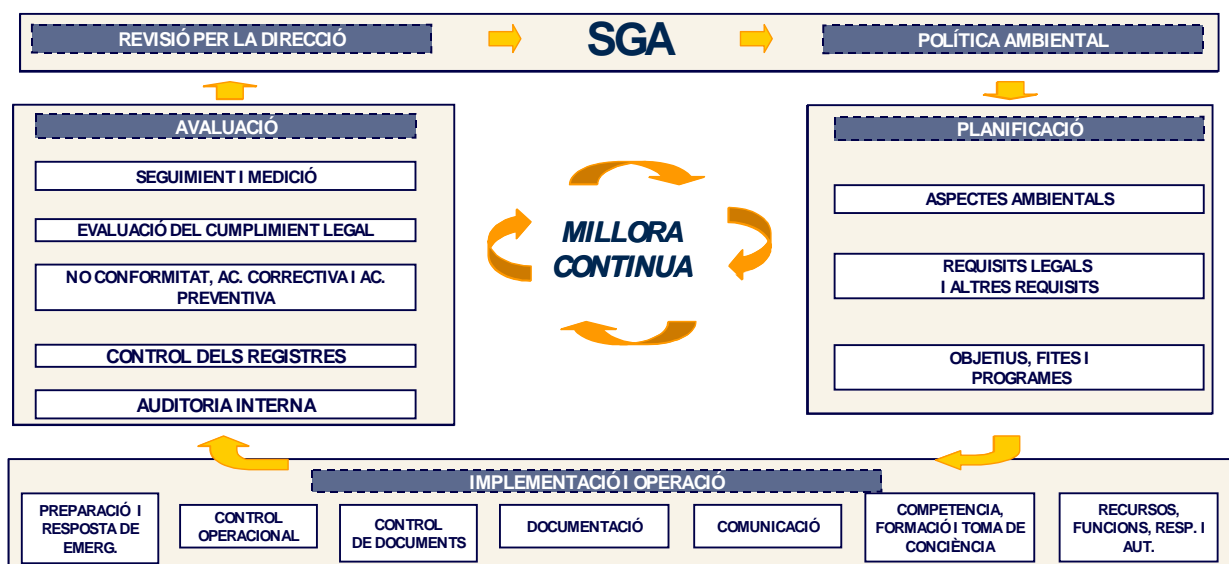 REVISIÓ PER LA DIRECCIÓ
SGA
POLÍTICA AMBIENTAL
AVALUACIÓ
SEGUIMIENT I MEDICIÓ
EVALUACIÓ DEL CUMPLIMIENT LEGAL
NO CONFORMITAT, AC. CORRECTIVA I AC.
PREVENTIVA
CONTROL DELS REGISTRES
AUDITORIA INTERNA
MILLORA
CONTINUA
PLANIFICACIÓ
ASPECTES AMBIENTALS
REQUISITS LEGALS
I ALTRES REQUISITS
OBJETIUS, FITES I
PROGRAMES
IMPLEMENTACIÓ I OPERACIÓ
PREPARACIÓ I
RESPOSTA DE
EMERG.
CONTROL
OPERACIONAL
CONTROL
DE DOCUMENTS
DOCUMENTACIÓ
COMUNICACIÓ
COMPETENCIA,
FORMACIÓ I TOMA DE
CONCIÈNCIA
RECURSOS,
FUNCIONS, RESP. I
AUT.